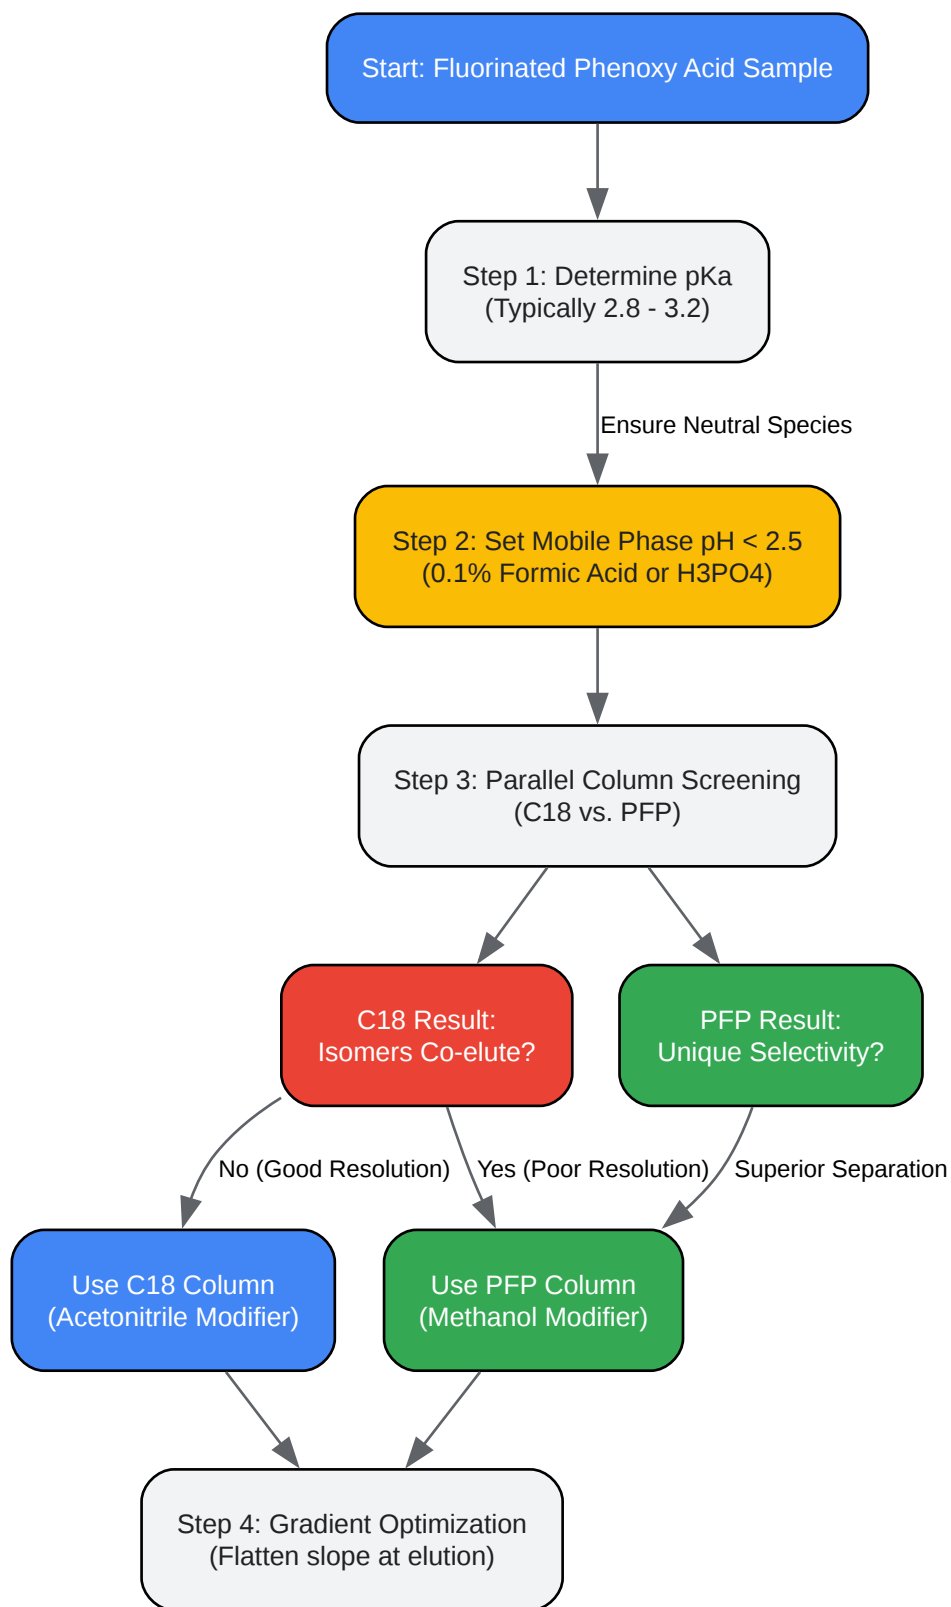 Start: Fluorinated Phenoxy Acid Sample
Step 1: Determine pKa
(Typically 2.8 - 3.2)
Ensure Neutral Species
Step 2: Set Mobile Phase pH < 2.5
(0.1% Formic Acid or H3PO4)
Step 3: Parallel Column Screening
(C18 vs. PFP)
C18 Result:
Isomers Co-elute?
PFP Result:
Unique Selectivity?
No (Good Resolution)
Yes (Poor Resolution)
Superior Separation
Use C18 Column
(Acetonitrile Modifier)
Use PFP Column
(Methanol Modifier)
Step 4: Gradient Optimization
(Flatten slope at elution)